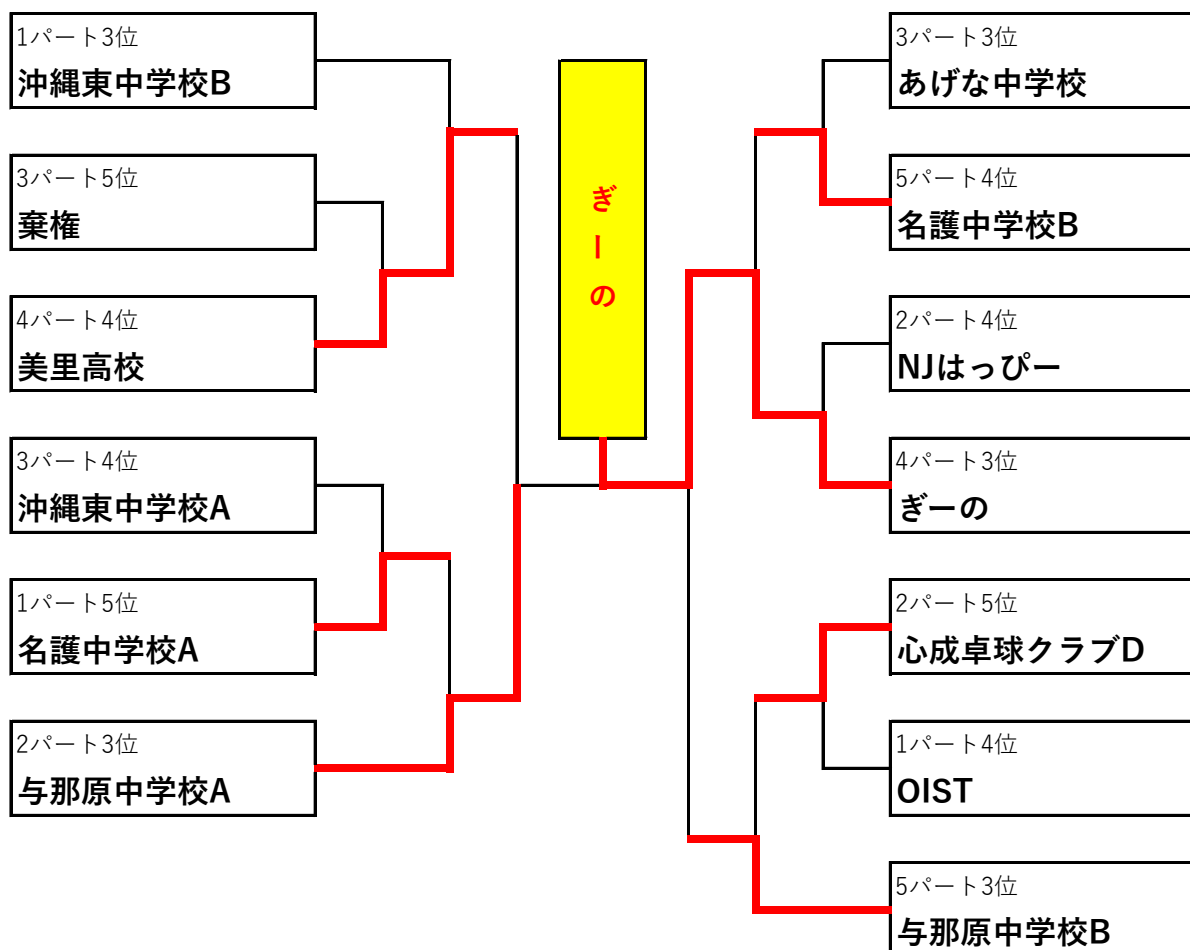 1パート3位
沖縄東中学校B
3パート5位
棄権
4パート4位
美里高校
3パート4位
沖縄東中学校A
1パート5位
名護中学校A
2パート3位
与那原中学校A
ぎーの
3パート3位
あげな中学校
5パート4位
名護中学校B
2パート4位
NJはっぴー
4パート3位
ぎーの
2パート5位
心成卓球クラブD
1パート4位
OIST
5パート3位
与那原中学校B